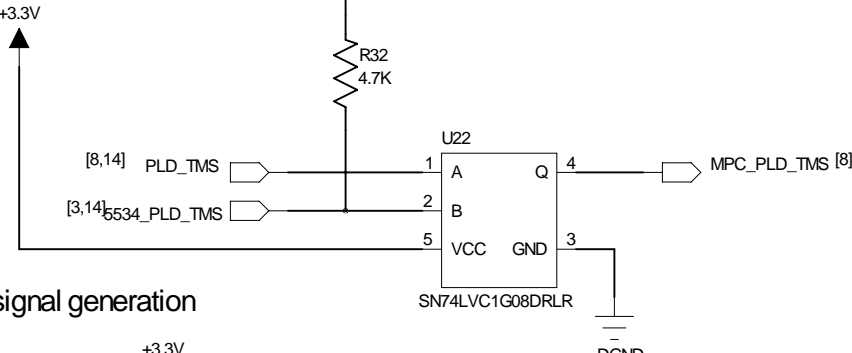 +3.3V
R32
4.7K
U22
[8,14] PLD_TMS
1 A Q 4
MPC_PLD_TMS [8]
[3,14] 5534_PLD_TMS
2 B
5 VCC GND 3
SN74LVC1G08DRLR
signal generation
+3.3V
DGND